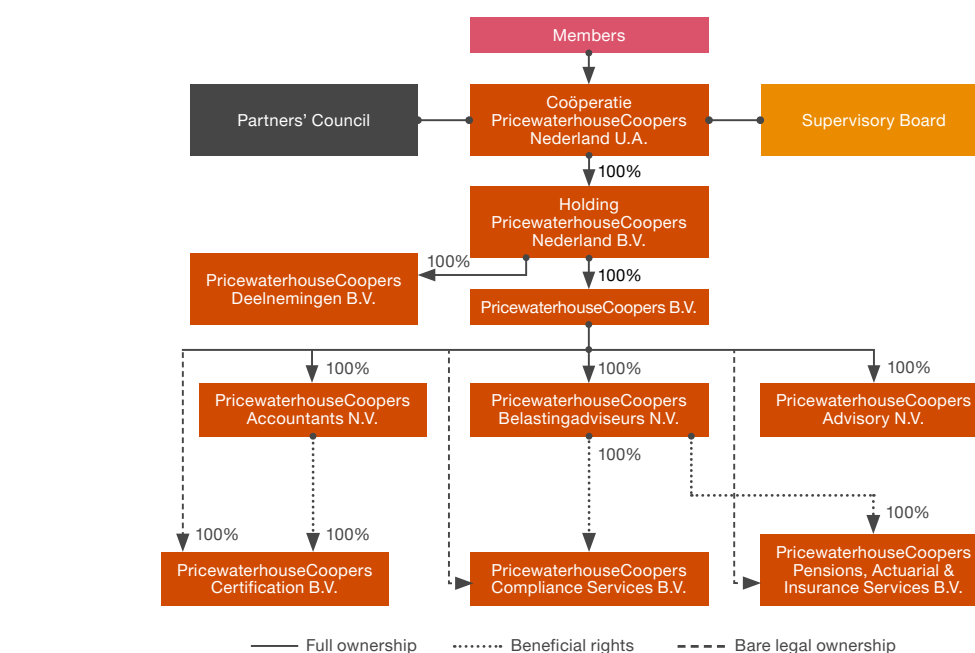 Members
Partners' Council
Coöperatie
PricewaterhouseCoopers
Nederland U.A.
Supervisory Board
100%
Holding
PricewaterhouseCoopers
Nederland B.V.
100%
100%
PricewaterhouseCoopers
Deelnemingen B.V.
PricewaterhouseCoopers B.V.
100%
100%
100%
PricewaterhouseCoopers
Accountants N.V.
PricewaterhouseCoopers
Belastingadviseurs N.V.
PricewaterhouseCoopers
Advisory N.V.
100%
100%
100%
100%
PricewaterhouseCoopers
Certification B.V.
PricewaterhouseCoopers
Compliance Services B.V.
PricewaterhouseCoopers
Pensions, Actuarial &
Insurance Services B.V.
Full ownership
Beneficial rights
Bare legal ownership